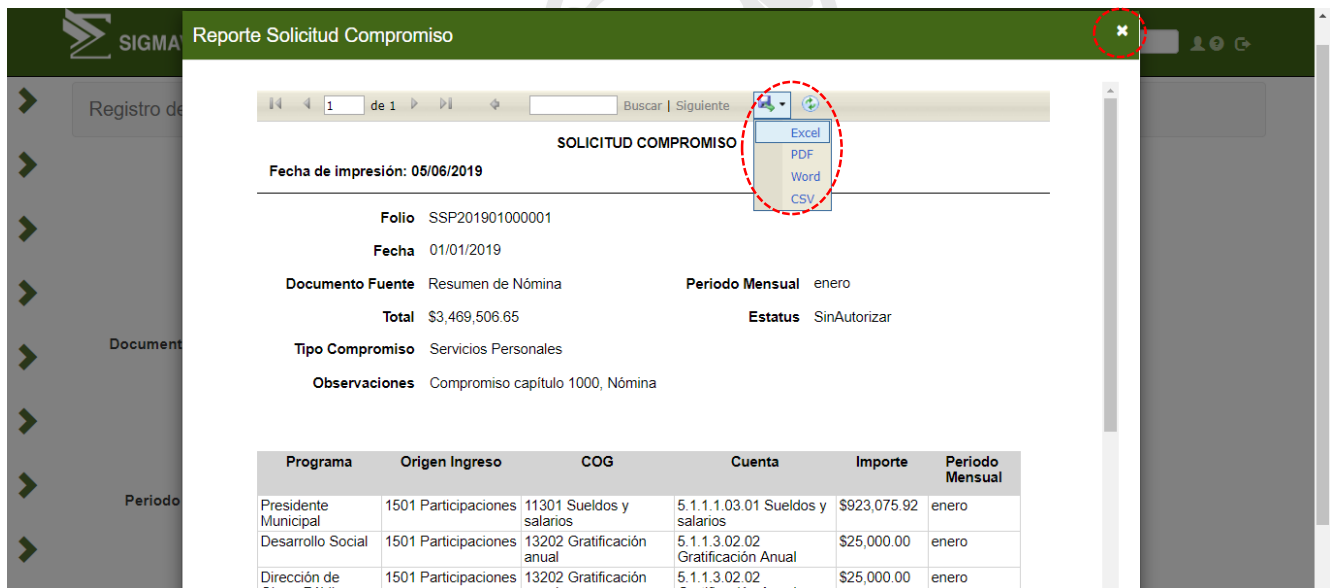 SIGMA
Reporte Solicitud Compromiso
Registro de
1 de 1 Buscar | Siguiente
Excel
PDF
Word
CSV
SOLICITUD COMPROMISO
Fecha de impresión: 05/06/2019
Folio SSP201901000001
Fecha 01/01/2019
Documento Fuente Resumen de Nómina Periodo Mensual enero
Total $3,469,506.65 Estatus SinAutorizar
Document
Tipo Compromiso Servicios Personales
Observaciones Compromiso capítulo 1000, Nómina
Programa Origen Ingreso COG Cuenta Importe Periodo
Mensual
Periodo
Presidente 1501 Participaciones 11301 Sueldos y 5.1.1.1.03.01 Sueldos y $923,075.92 enero
Municipal salarios salarios
Desarrollo Social 1501 Participaciones 13202 Gratificación 5.1.1.3.02.02 $25,000.00 enero
anual Gratificación Anual
Dirección de 1501 Participaciones 13202 Gratificación 5.1.1.3.02.02 $25,000.00 enero